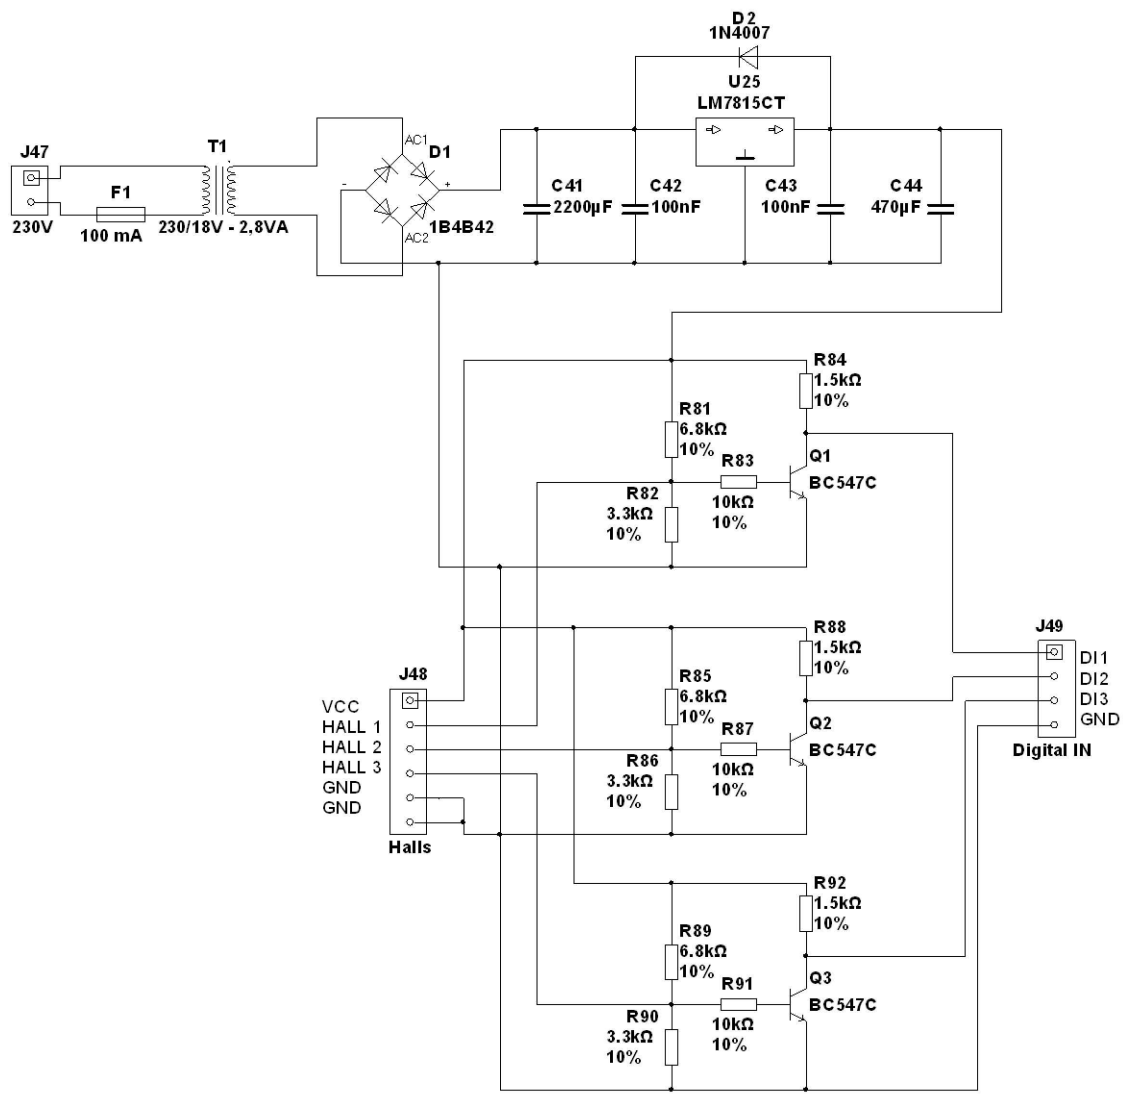 D2
1N4007
U25
LM7815CT
J47
230V
F1
100 mA
T1
230/18V - 2,8VA
AC1
D1
-
+
1B4B42
AC2
C41
2200µF
C42
100nF
C43
100nF
C44
470µF
R84
1.5kΩ
10%
R81
6.8kΩ
10%
R83
10kΩ
10%
Q1
BC547C
R82
3.3kΩ
10%
R88
1.5kΩ
10%
J49
DI1
DI2
DI3
GND
Digital IN
J48
VCC
HALL 1
HALL 2
HALL 3
GND
GND
Halls
R85
6.8kΩ
10%
R87
10kΩ
10%
Q2
BC547C
R86
3.3kΩ
10%
R92
1.5kΩ
10%
R89
6.8kΩ
10%
R91
10kΩ
10%
Q3
BC547C
R90
3.3kΩ
10%